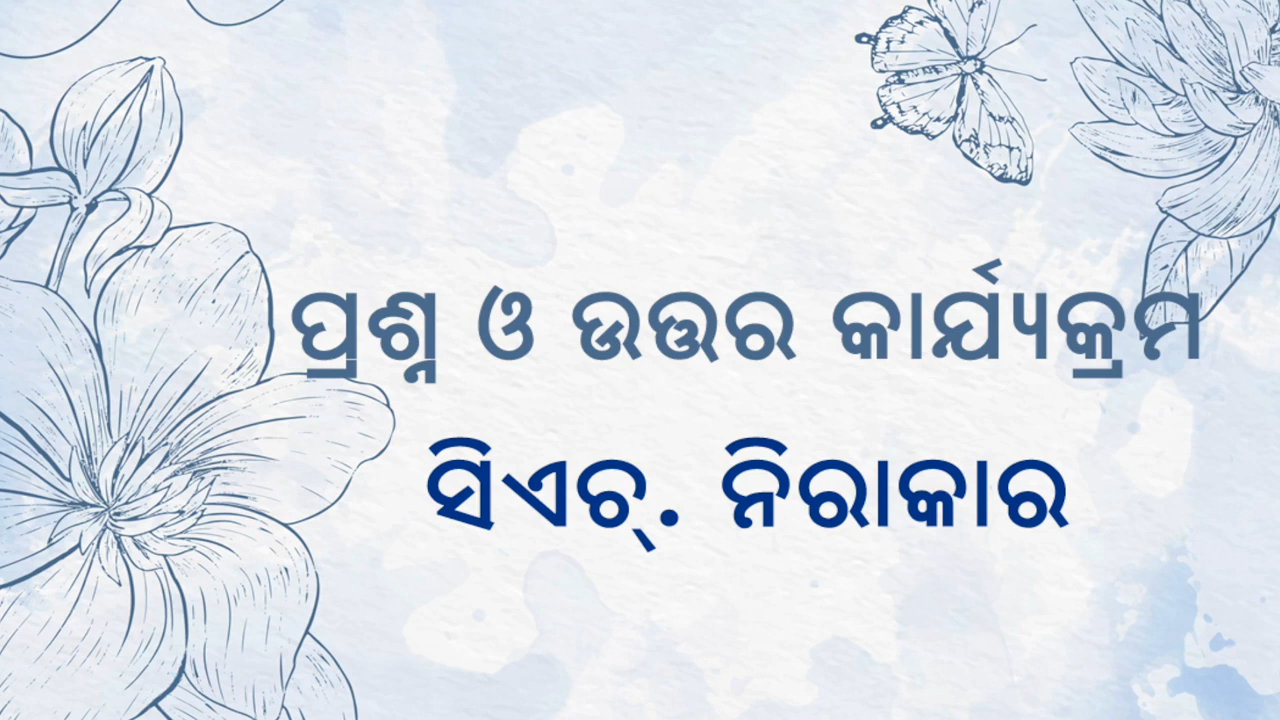 ପ୍ରଶ୍ନ ଓ ଉତ୍ତର କାର୍ଯ୍ୟକ୍ରମ
ସିଏଚ୍. ନିରାକାର